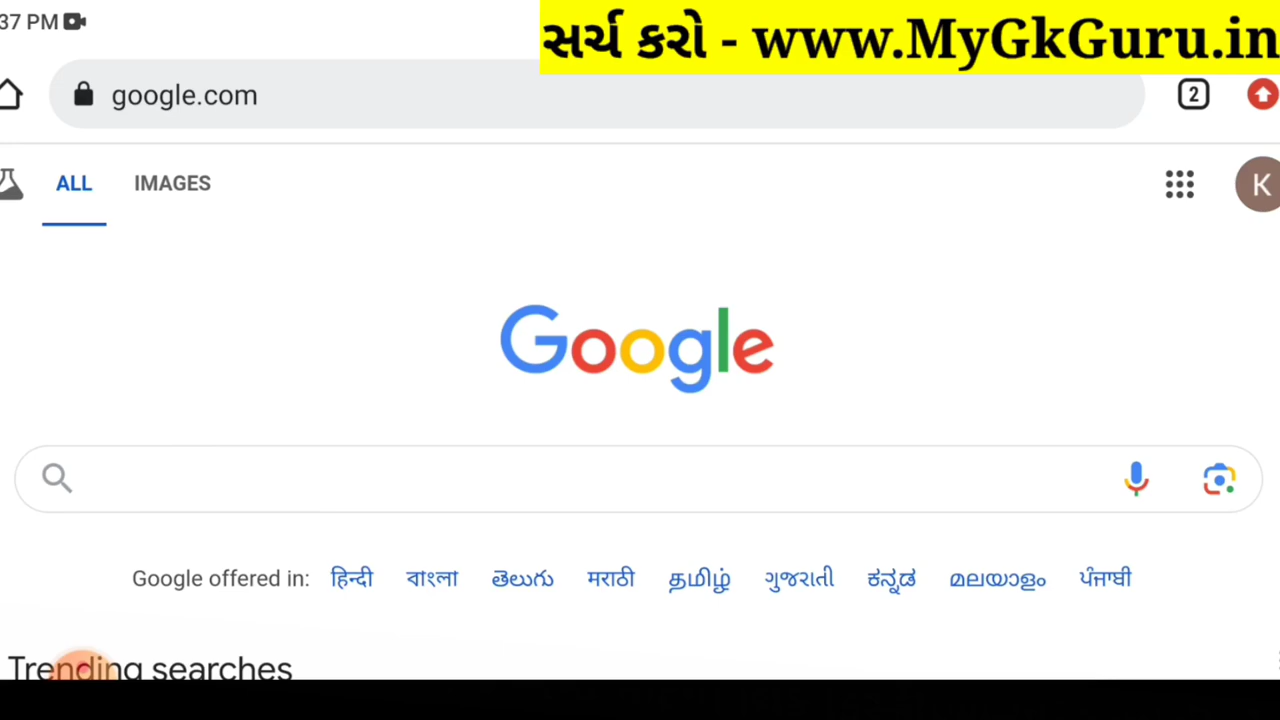 37 PM
સર્ચ કરો - www.MyGkGuru.in
google.com
2
ALL IMAGES
K
Google
Google offered in: हिन्दी বাংলা తెలుగు मराठी தமிழ் ગુજરાતી ಕನ್ನಡ മലയാളം ਪੰਜਾਬੀ
Trending searches